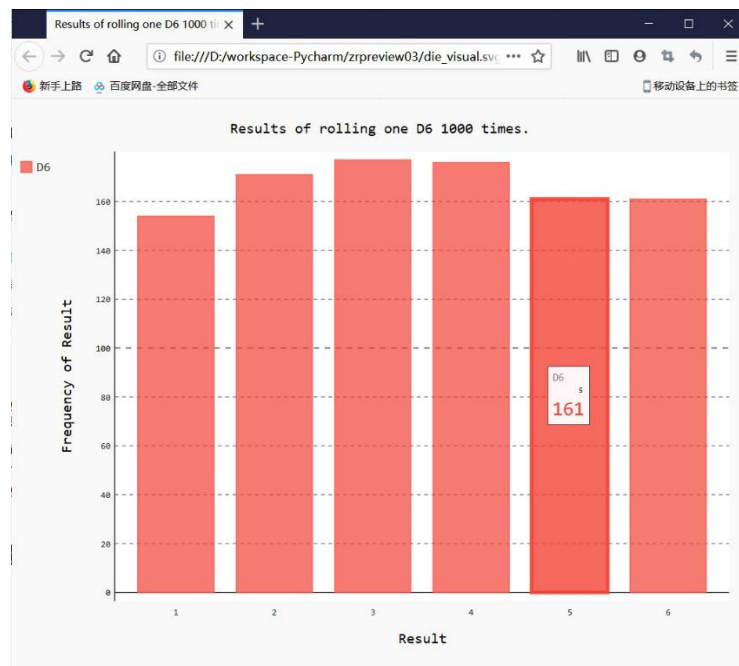 Results of rolling one D6 1000 ti
file:///D:/workspace-Pycharm/zrpreview03/die_visual.svg
新手上路
百度网盘-全部文件
移动设备上的书签
Results of rolling one D6 1000 times.
D6
Frequency of Result
160
140
120
100
80
60
40
20
0
D6
5
161
1 2 3 4 5 6
Result